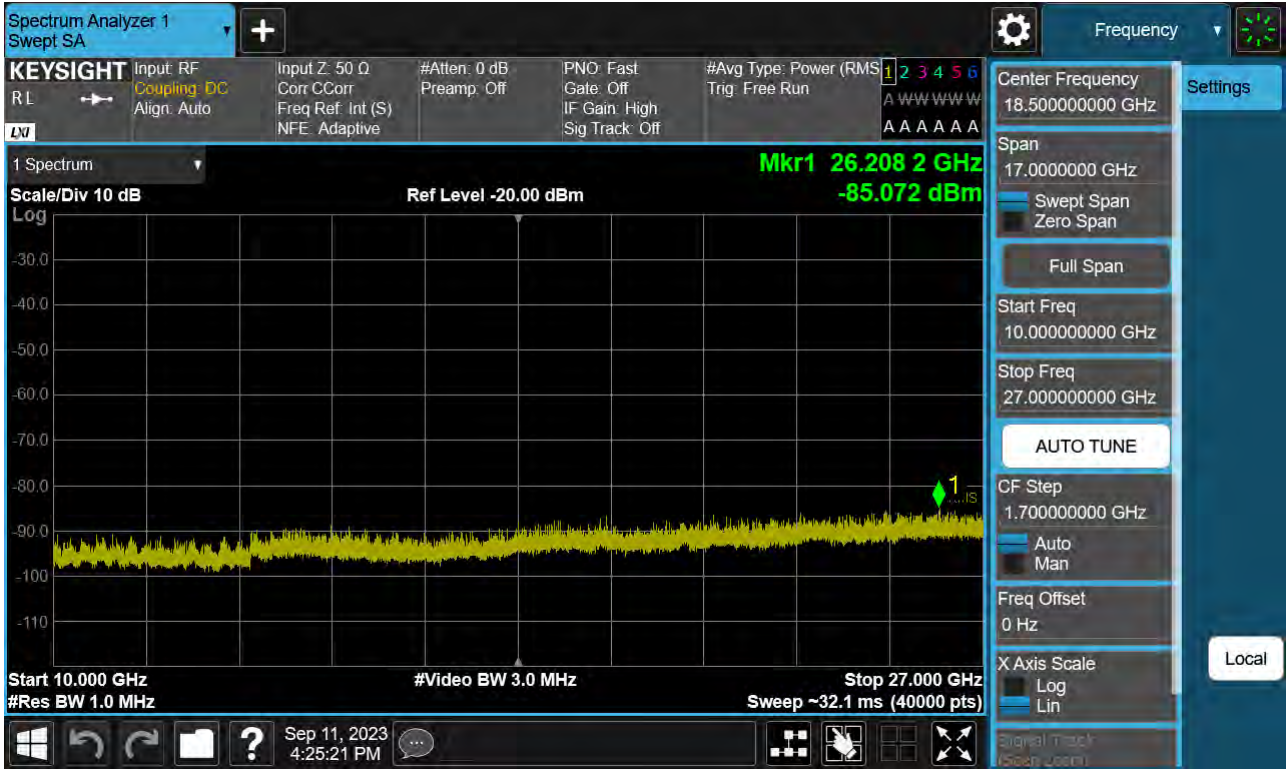 Spectrum Analyzer 1
Swept SA
Frequency
KEYSIGHT
R L
LXI
Input: RF
Coupling: DC
Align: Auto
Input Z: 50 Ω
Corr CCorr
Freq Ref: Int (S)
NFE: Adaptive
#Atten: 0 dB
Preamp: Off
PNO: Fast
Gate: Off
IF Gain: High
Sig Track: Off
#Avg Type: Power (RMS
Trig: Free Run
1 2 3 4 5 6
A W W W W W
A A A A A A
1 Spectrum
Scale/Div 10 dB
Ref Level -20.00 dBm
Mkr1 26.208 2 GHz
-85.072 dBm
Log
-30.0
-40.0
-50.0
-60.0
-70.0
-80.0
-90.0
-100
-110
1
Start 10.000 GHz
#Res BW 1.0 MHz
#Video BW 3.0 MHz
Stop 27.000 GHz
Sweep ~32.1 ms (40000 pts)
Center Frequency
18.500000000 GHz
Settings
Span
17.0000000 GHz
Swept Span
Zero Span
Full Span
Start Freq
10.000000000 GHz
Stop Freq
27.000000000 GHz
AUTO TUNE
CF Step
1.700000000 GHz
Auto
Man
Freq Offset
0 Hz
X Axis Scale
Log
Lin
Local
Signal Track
(Span Zoom)
?
Sep 11, 2023
4:25:21 PM